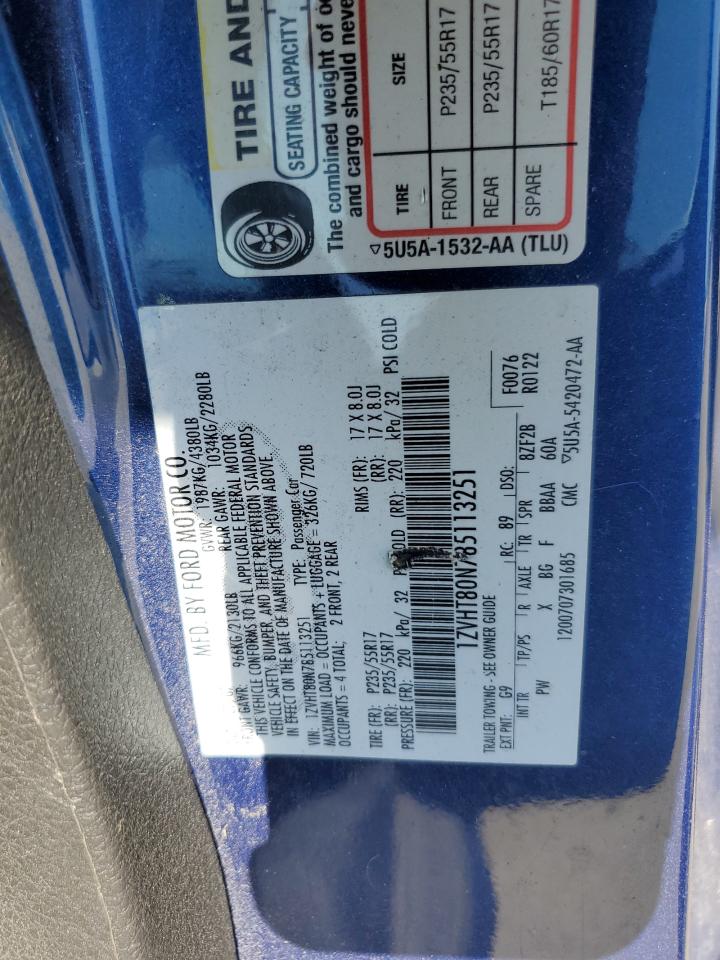 TIRE AND
SEATING CAPACITY
The combined weight of oc
and cargo should neve
TIRE SIZE
FRONT P235/55R17
REAR P235/55R17
SPARE T185/60R17
5U5A-1532-AA (TLU)
MFD. BY FORD MOTOR CO.
GVWR: 1987KG/4380LB
FRONT GAWR: 966KG/2130LB REAR GAWR: 1034KG/2280LB
THIS VEHICLE CONFORMS TO ALL APPLICABLE FEDERAL MOTOR
VEHICLE SAFETY, BUMPER, AND THEFT PREVENTION STANDARDS
IN EFFECT ON THE DATE OF MANUFACTURE SHOWN ABOVE.
VIN: 1ZVHT80N785113251 TYPE: Passenger Car
MAXIMUM LOAD = OCCUPANTS + LUGGAGE = 326KG/ 720LB
OCCUPANTS = 4 TOTAL: 2 FRONT, 2 REAR
TIRE (FR): P235/55R17 RIMS (FR): 17 X 8.0J
(RR): P235/55R17 (RR): 17 X 8.0J
PRESSURE (FR): 220 kPa/ 32 COLD (RR): 220 kPa/ 32 PSI COLD
1ZVHT80N785113251
TRAILER TOWING - SEE OWNER GUIDE F0076
EXT PNT: G9 RC: 89 DSO: R0122
INT TR TP/PS R AXLE TR SPR BZF2B
PW X BG F BBAA 60A
1200707301685 CMC 5U5A-5420472-AA